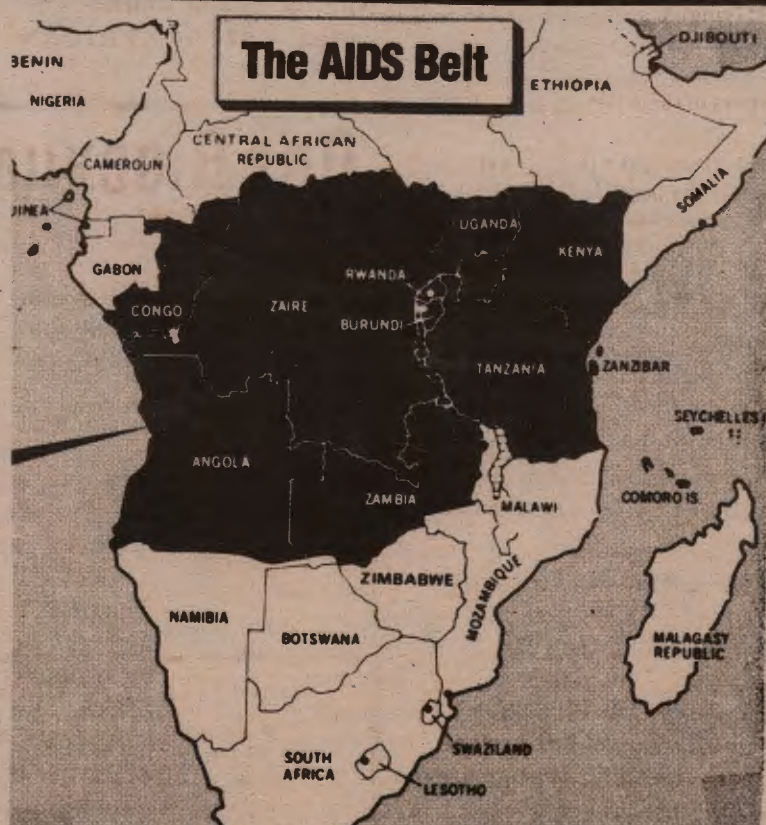 The AIDS Belt
DJIBOUTI
BENIN
ETHIOPIA
NIGERIA
CENTRAL AFRICAN
REPUBLIC
CAMEROUN
SOMALIA
UINEA
UGANDA
KENYA
GABON
RWANDA
CONGO
ZAIRE
BURUNDI
TANZANIA
ZANZIBAR
SEYCHELLES
ANGOLA
ZAMBIA
MALAWI
COMORO IS.
ZIMBABWE
MOZAMBIQUE
NAMIBIA
BOTSWANA
MALAGASY
REPUBLIC
SWAZILAND
SOUTH
AFRICA
LESOTHO